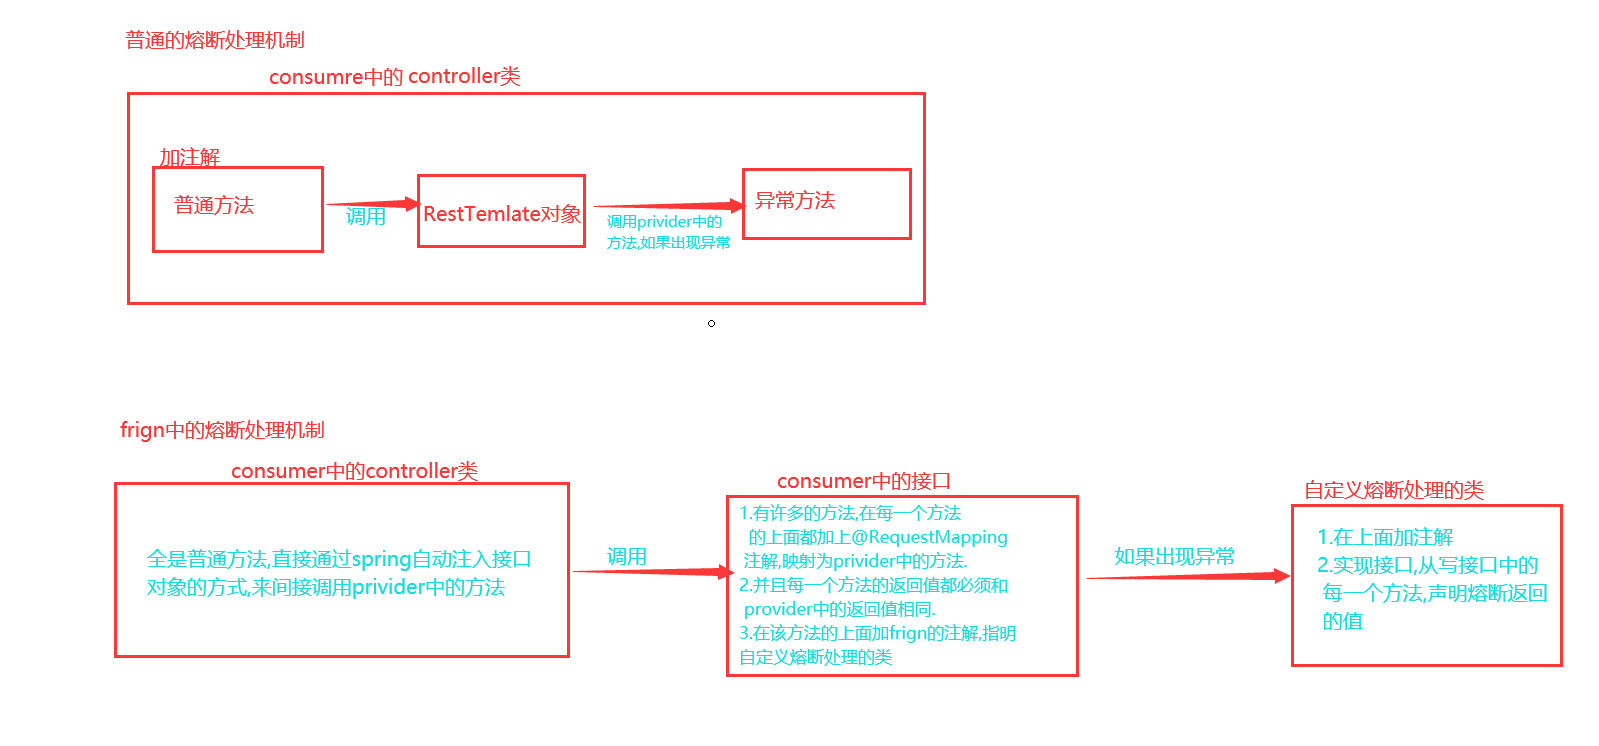 普通的熔断处理机制
consumre中的 controller类
加注解
普通方法
调用
RestTemlate对象
调用privider中的
方法,如果出现异常
异常方法
frign中的熔断处理机制
consumer中的controller类
全是普通方法,直接通过spring自动注入接口
对象的方式,来间接调用privider中的方法
调用
consumer中的接口
1.有许多的方法,在每一个方法
的上面都加上@RequestMapping
注解,映射为privider中的方法.
2.并且每一个方法的返回值都必须和
provider中的返回值相同.
3.在该方法的上面加frign的注解,指明
自定义熔断处理的类
如果出现异常
自定义熔断处理的类
1.在上面加注解
2.实现接口,从写接口中的
每一个方法,声明熔断返回
的值